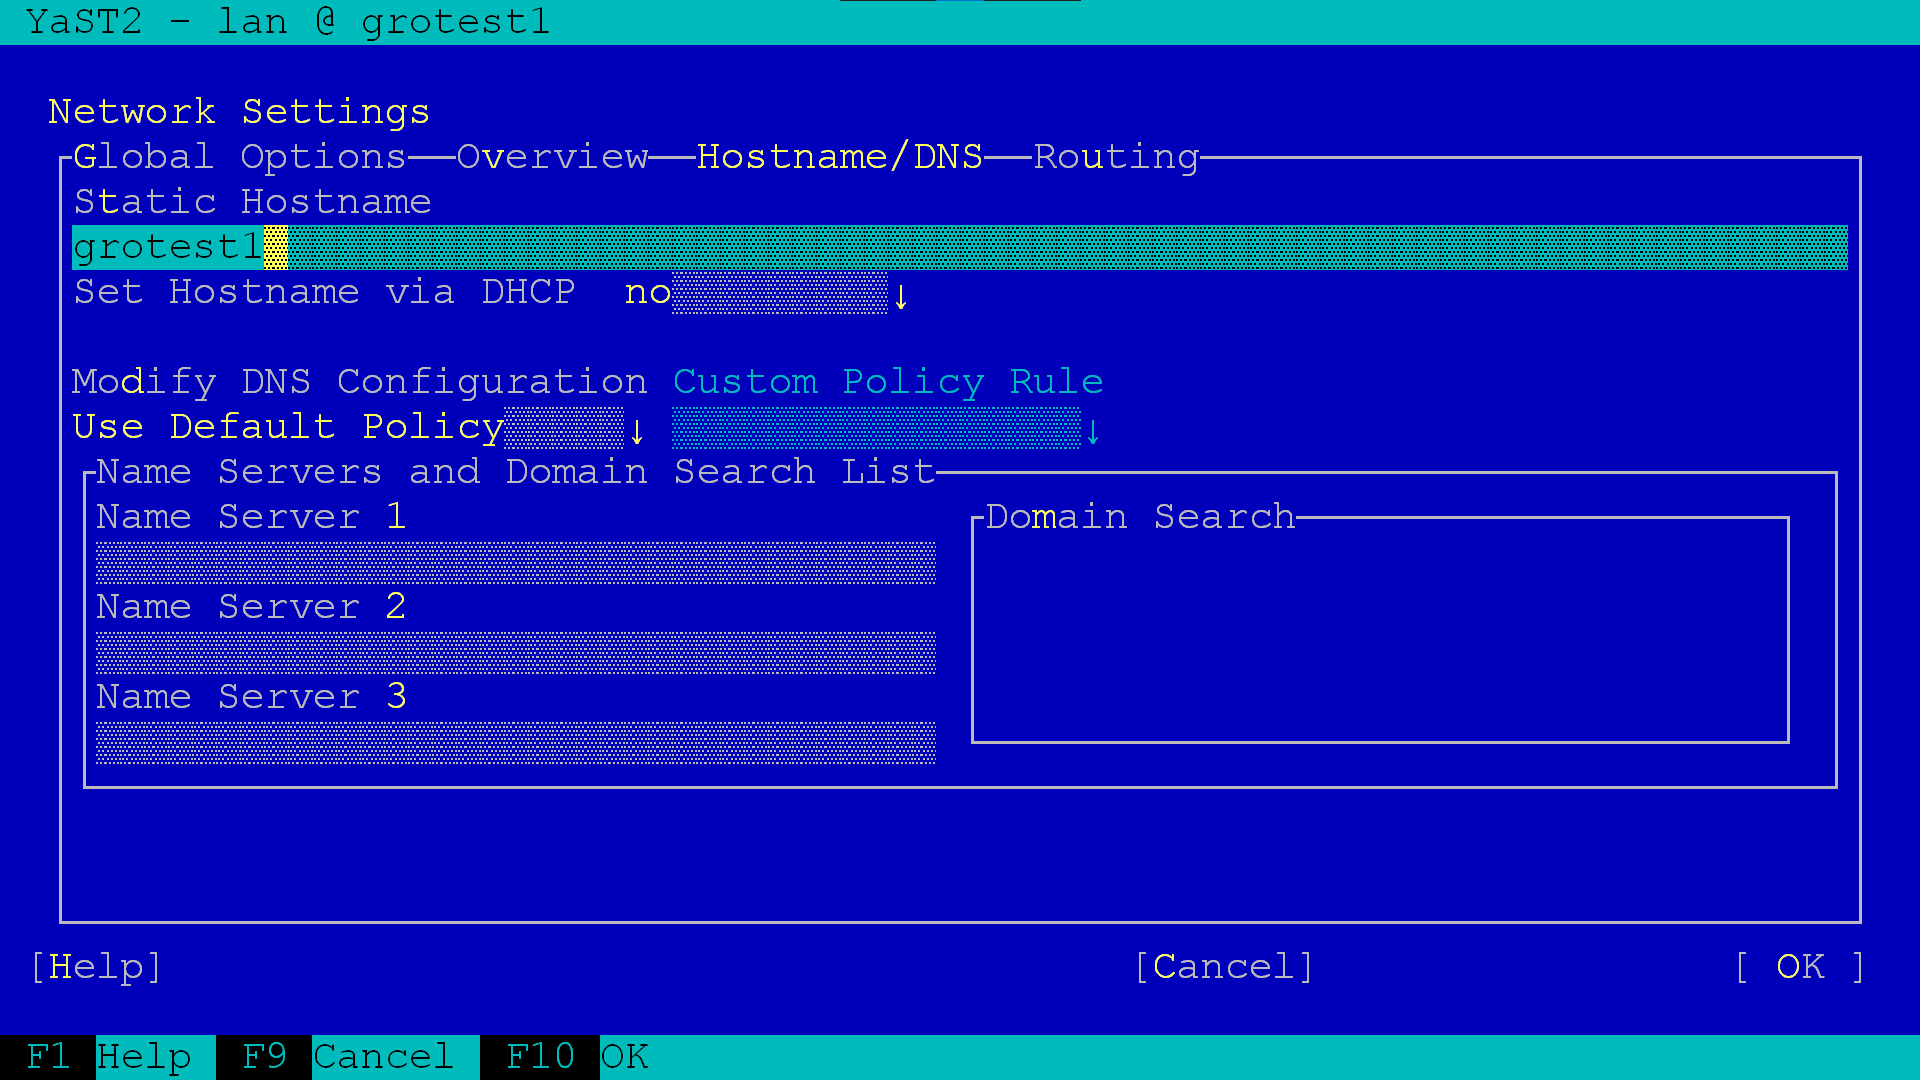 YaST2 - lan @ grotest1
Network Settings
Global Options Overview Hostname/DNS Routing
Static Hostname
grotest1
Set Hostname via DHCP no ↓
Modify DNS Configuration Custom Policy Rule
Use Default Policy ↓ ↓
Name Servers and Domain Search List
Name Server 1 Domain Search
Name Server 2
Name Server 3
[Help] [Cancel] [ OK ]
F1 Help F9 Cancel F10 OK